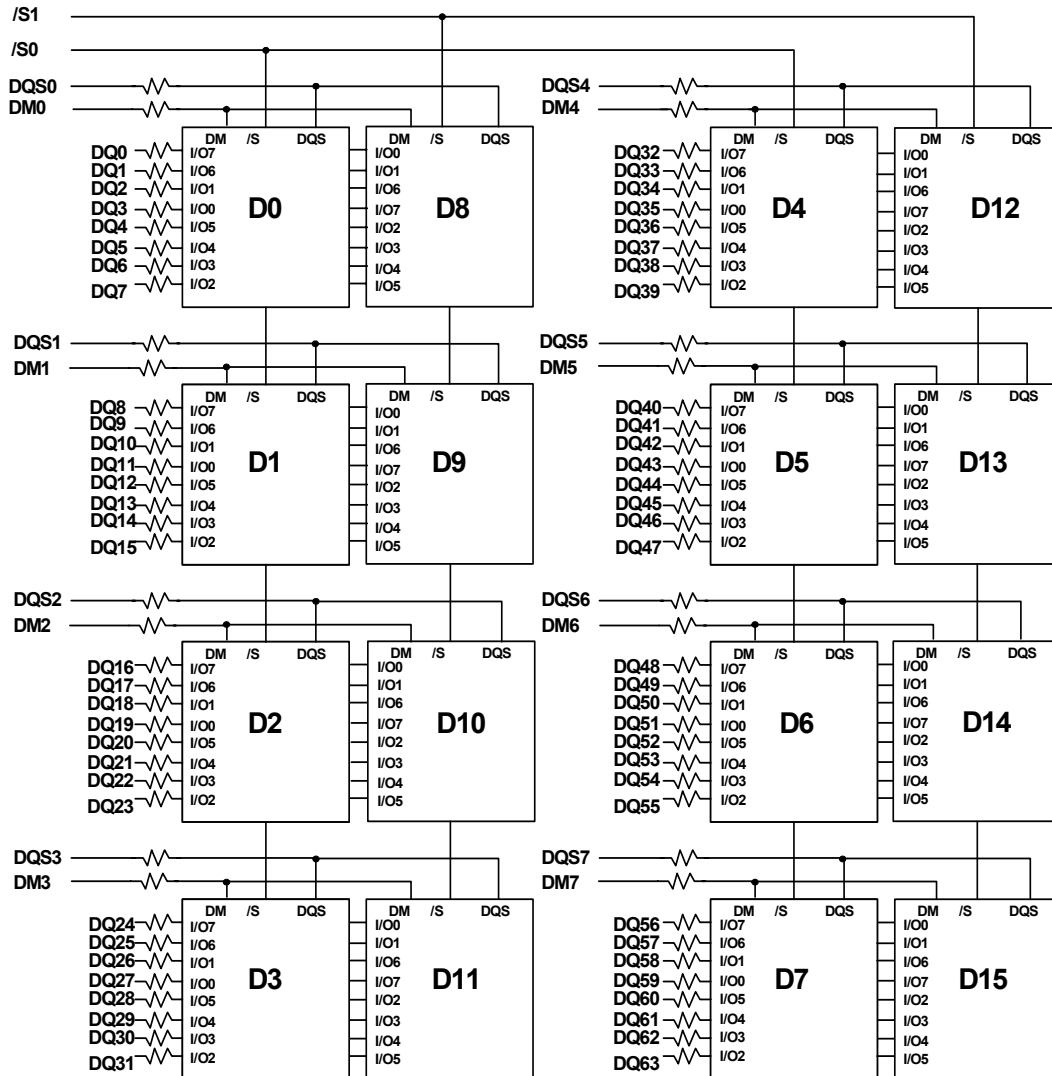 /S1
/S0
DQS0 DQS4
DM0 DM4
DM /S DQS DM /S DQS DM /S DQS DM /S DQS
DQ0 I/O7 I/O0 DQ32 I/O7 I/O0
DQ1 I/O6 I/O1 DQ33 I/O6 I/O1
DQ2 I/O1 I/O6 DQ34 I/O1 I/O6
DQ3 I/O0 D0 I/O7 D8 DQ35 I/O0 D4 I/O7 D12
DQ4 I/O5 I/O2 DQ36 I/O5 I/O2
DQ5 I/O4 I/O3 DQ37 I/O4 I/O3
DQ6 I/O3 I/O4 DQ38 I/O3 I/O4
DQ7 I/O2 I/O5 DQ39 I/O2 I/O5
DQS1 DQS5
DM1 DM5
DM /S DQS DM /S DQS DM /S DQS DM /S DQS
DQ8 I/O7 I/O0 DQ40 I/O7 I/O0
DQ9 I/O6 I/O1 DQ41 I/O6 I/O1
DQ10 I/O1 I/O6 DQ42 I/O1 I/O6
DQ11 I/O0 D1 I/O7 D9 DQ43 I/O0 D5 I/O7 D13
DQ12 I/O5 I/O2 DQ44 I/O5 I/O2
DQ13 I/O4 I/O3 DQ45 I/O4 I/O3
DQ14 I/O3 I/O4 DQ46 I/O3 I/O4
DQ15 I/O2 I/O5 DQ47 I/O2 I/O5
DQS2 DQS6
DM2 DM6
DM /S DQS DM /S DQS DM /S DQS DM /S DQS
DQ16 I/O7 I/O0 DQ48 I/O7 I/O0
DQ17 I/O6 I/O1 DQ49 I/O6 I/O1
DQ18 I/O1 I/O6 DQ50 I/O1 I/O6
DQ19 I/O0 D2 I/O7 D10 DQ51 I/O0 D6 I/O7 D14
DQ20 I/O5 I/O2 DQ52 I/O5 I/O2
DQ21 I/O4 I/O3 DQ53 I/O4 I/O3
DQ22 I/O3 I/O4 DQ54 I/O3 I/O4
DQ23 I/O2 I/O5 DQ55 I/O2 I/O5
DQS3 DQS7
DM3 DM7
DM /S DQS DM /S DQS DM /S DQS DM /S DQS
DQ24 I/O7 I/O0 DQ56 I/O7 I/O0
DQ25 I/O6 I/O1 DQ57 I/O6 I/O1
DQ26 I/O1 I/O6 DQ58 I/O1 I/O6
DQ27 I/O0 D3 I/O7 D11 DQ59 I/O0 D7 I/O7 D15
DQ28 I/O5 I/O2 DQ60 I/O5 I/O2
DQ29 I/O4 I/O3 DQ61 I/O4 I/O3
DQ30 I/O3 I/O4 DQ62 I/O3 I/O4
DQ31 I/O2 I/O5 DQ63 I/O2 I/O5